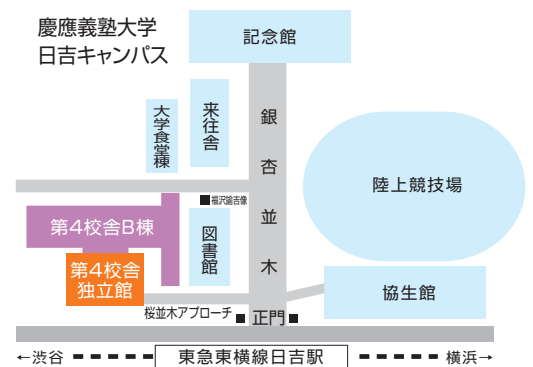 慶應義塾大学
日吉キャンパス
記念館
大学食堂棟
来往舎
銀杏並木
陸上競技場
福沢諭吉像
第4校舎B棟
図書館
第4校舎
独立館
協生館
桜並木アプローチ
正門
←渋谷
東急東横線日吉駅
横浜→